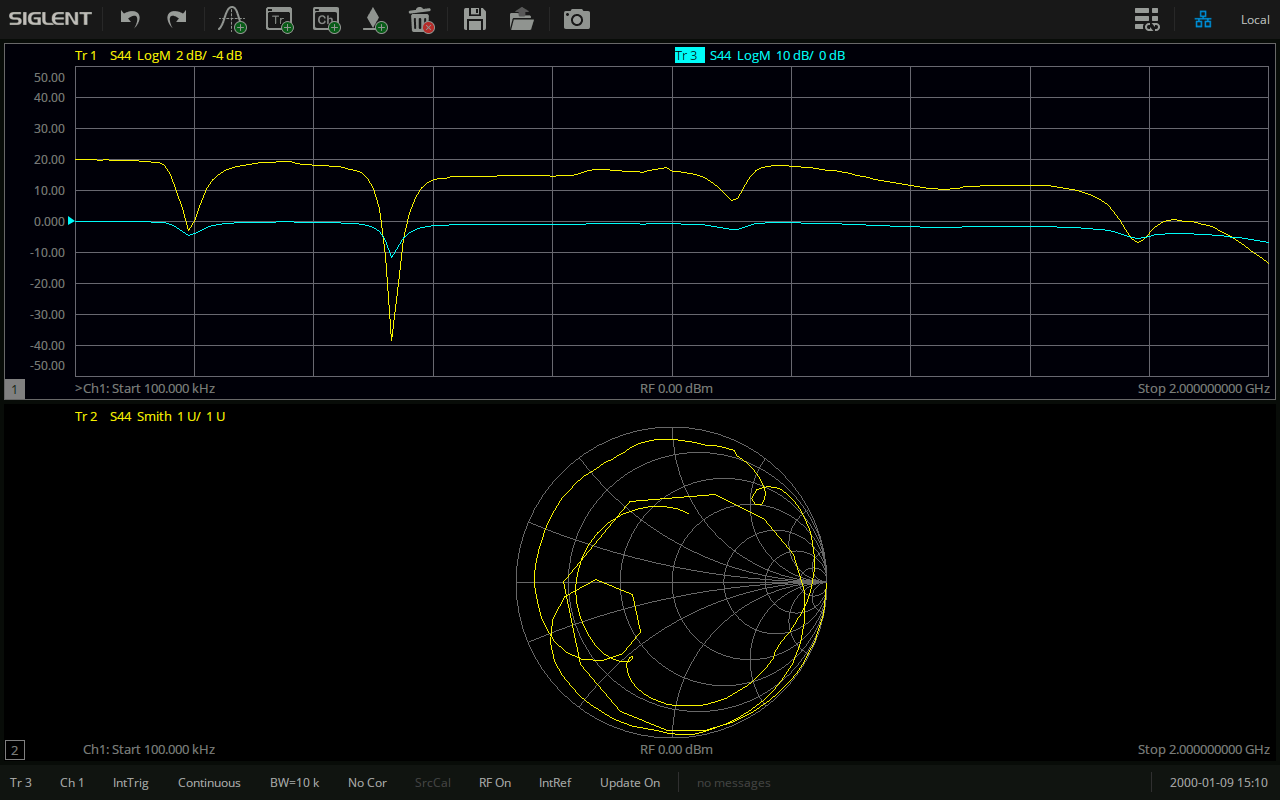 SIGLENT Tr Ch Local
Tr 1 S44 LogM 2 dB/ -4 dB Tr 3 S44 LogM 10 dB/ 0 dB
50.00
40.00
30.00
20.00
10.00
0.000
-10.00
-20.00
-30.00
-40.00
-50.00
1 >Ch1: Start 100.000 kHz RF 0.00 dBm Stop 2.000000000 GHz
Tr 2 S44 Smith 1 U/ 1 U
2 Ch1: Start 100.000 kHz RF 0.00 dBm Stop 2.000000000 GHz
Tr 3 Ch 1 IntTrig Continuous BW=10 k No Cor SrcCal RF On IntRef Update On no messages 2000-01-09 15:10